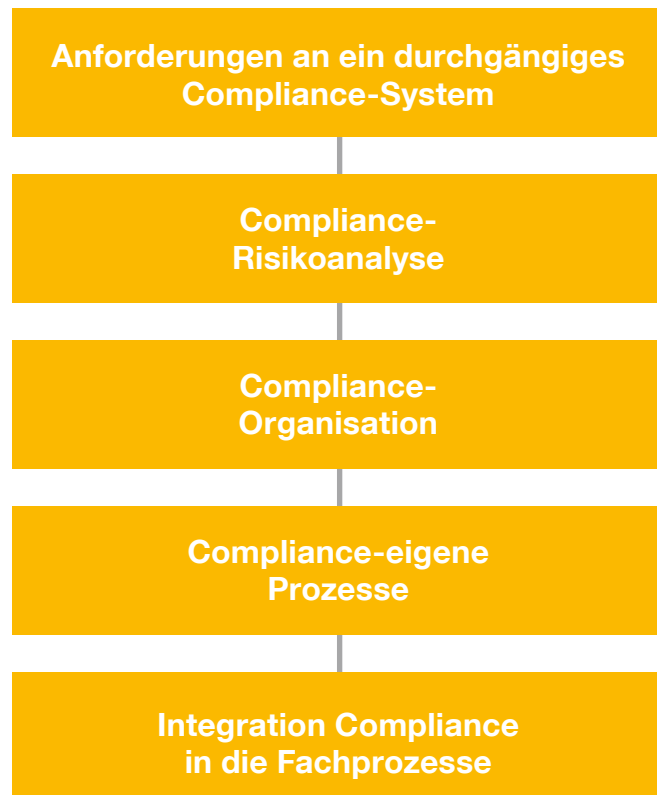 Anforderungen an ein durchgängiges
Compliance-System
Compliance-
Risikoanalyse
Compliance-
Organisation
Compliance-eigene
Prozesse
Integration Compliance
in die Fachprozesse